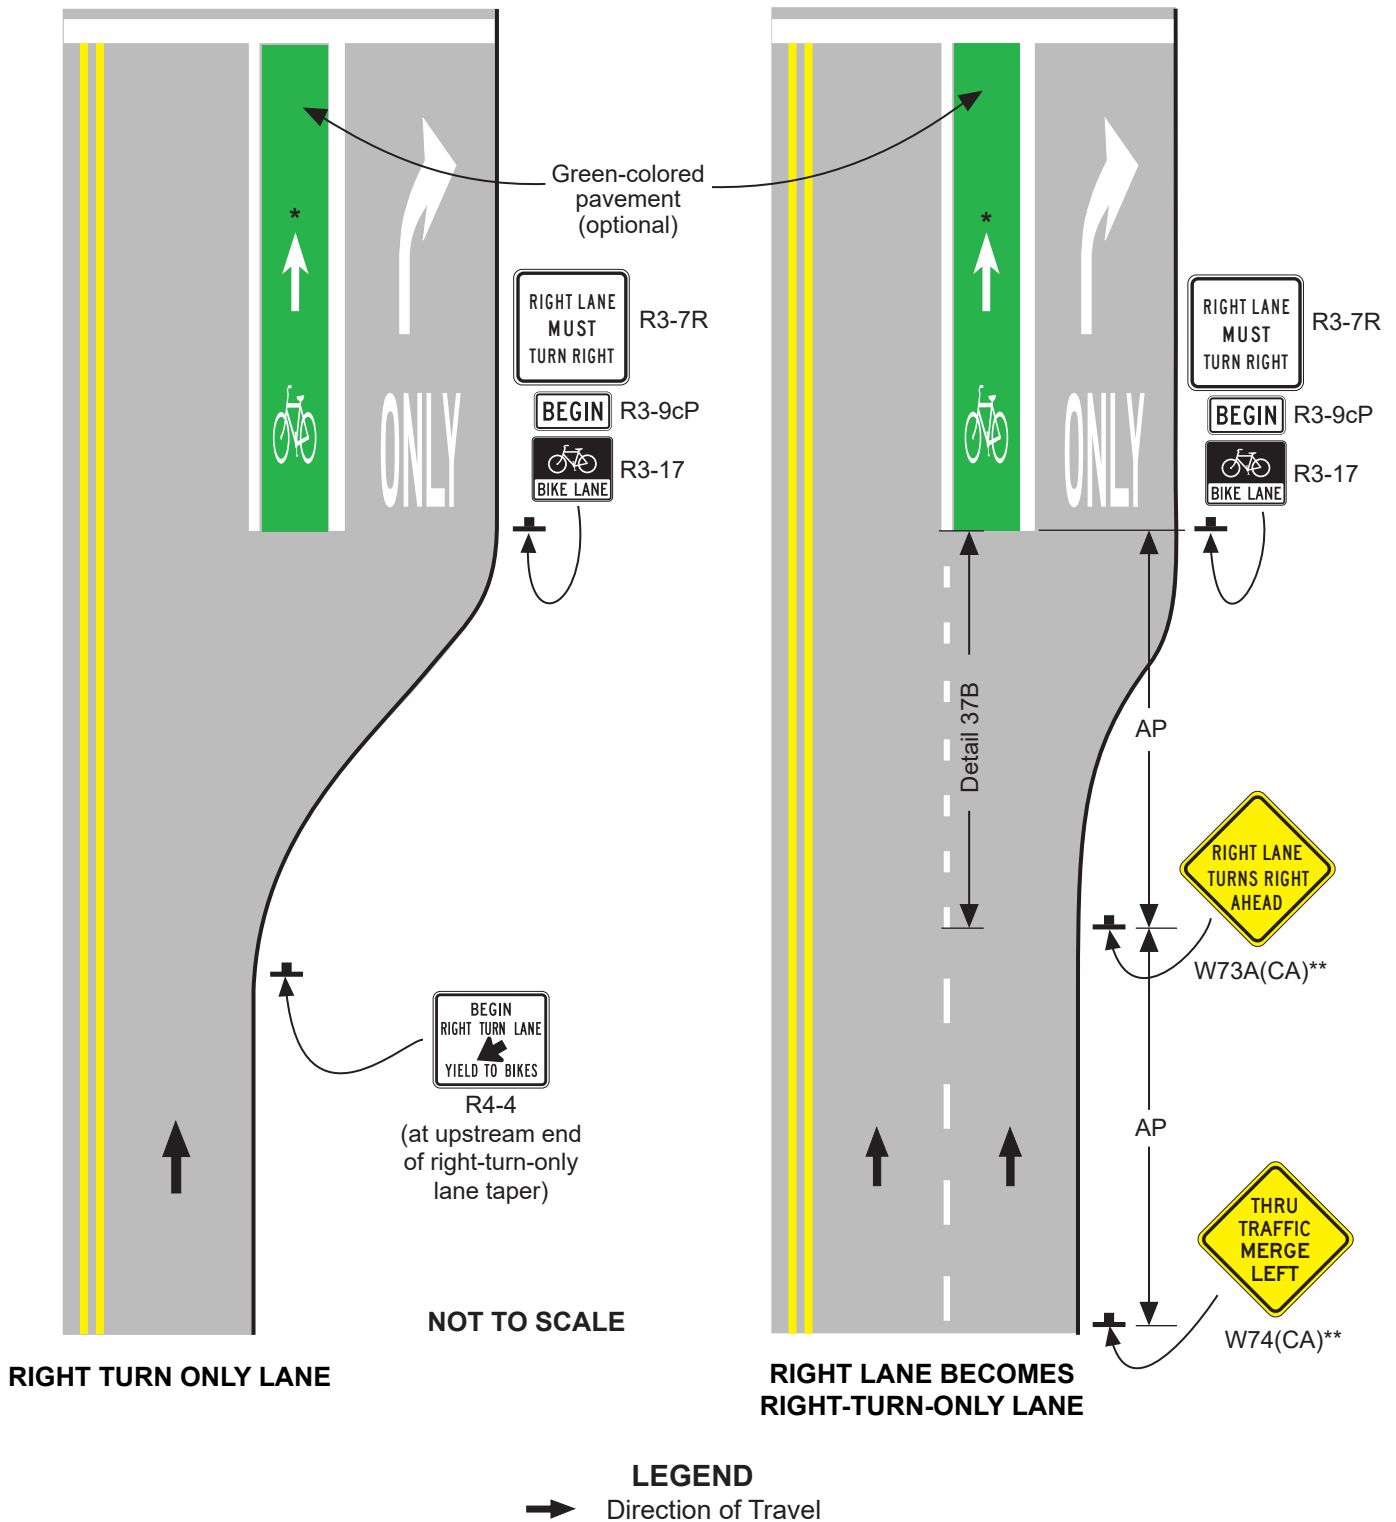 Green-colored
pavement
(optional)
*
*
RIGHT LANE
MUST
TURN RIGHT
R3-7R
BEGIN
R3-9cP
BIKE LANE
R3-17
ONLY
RIGHT LANE
MUST
TURN RIGHT
R3-7R
BEGIN
R3-9cP
BIKE LANE
R3-17
ONLY
Detail 37B
AP
RIGHT LANE
TURNS RIGHT
AHEAD
W73A(CA)**
BEGIN
RIGHT TURN LANE
YIELD TO BIKES
R4-4
(at upstream end
of right-turn-only
lane taper)
AP
THRU
TRAFFIC
MERGE
LEFT
W74(CA)**
NOT TO SCALE
RIGHT TURN ONLY LANE
RIGHT LANE BECOMES
RIGHT-TURN-ONLY LANE
LEGEND
Direction of Travel